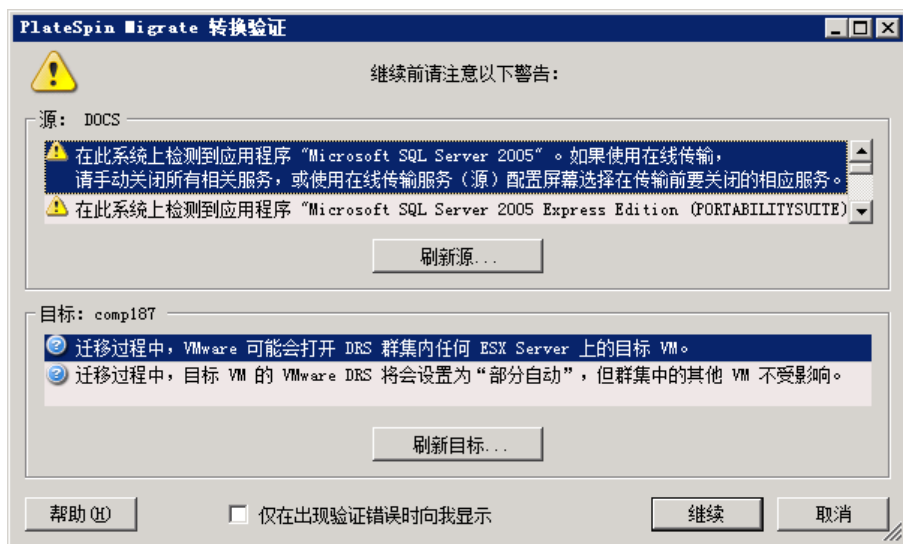 PlateSpin Migrate 转换验证
继续前请注意以下警告:
源: DOCS
在此系统上检测到应用程序 "Microsoft SQL Server 2005"。如果使用在线传输,
请手动关闭所有相关服务, 或使用在线传输服务 (源) 配置屏幕选择在传输前要关闭的相应服务。
在此系统上检测到应用程序 "Microsoft SQL Server 2005 Express Edition (PORTABILITYSUITE)
刷新源...
目标: comp187
迁移过程中, VMware 可能会打开 DRS 群集内任何 ESX Server 上的目标 VM。
迁移过程中, 目标 VM 的 VMware DRS 将会设置为“部分自动”, 但群集中的其他 VM 不受影响。
刷新目标...
帮助(H)
仅在出现验证错误时向我显示
继续
取消